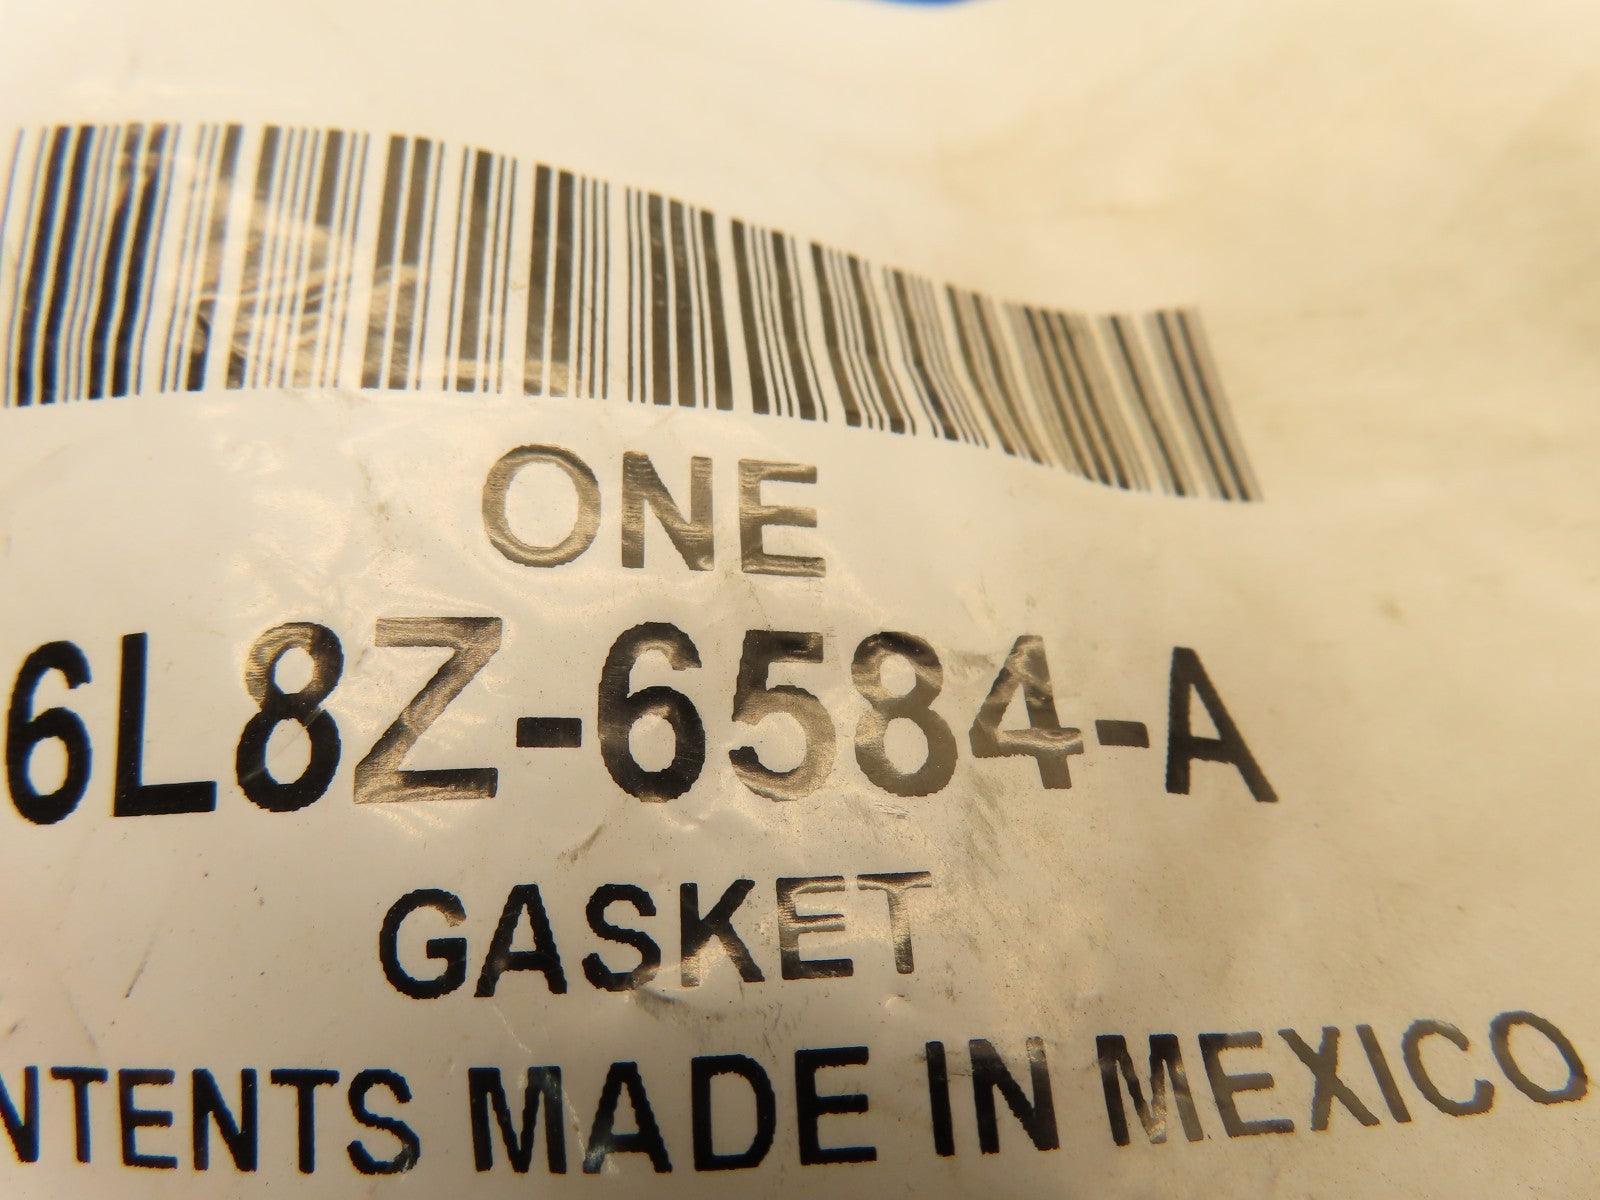 ONE
6L8Z-6584-A
GASKET
NTENTS MADE IN MEXICO